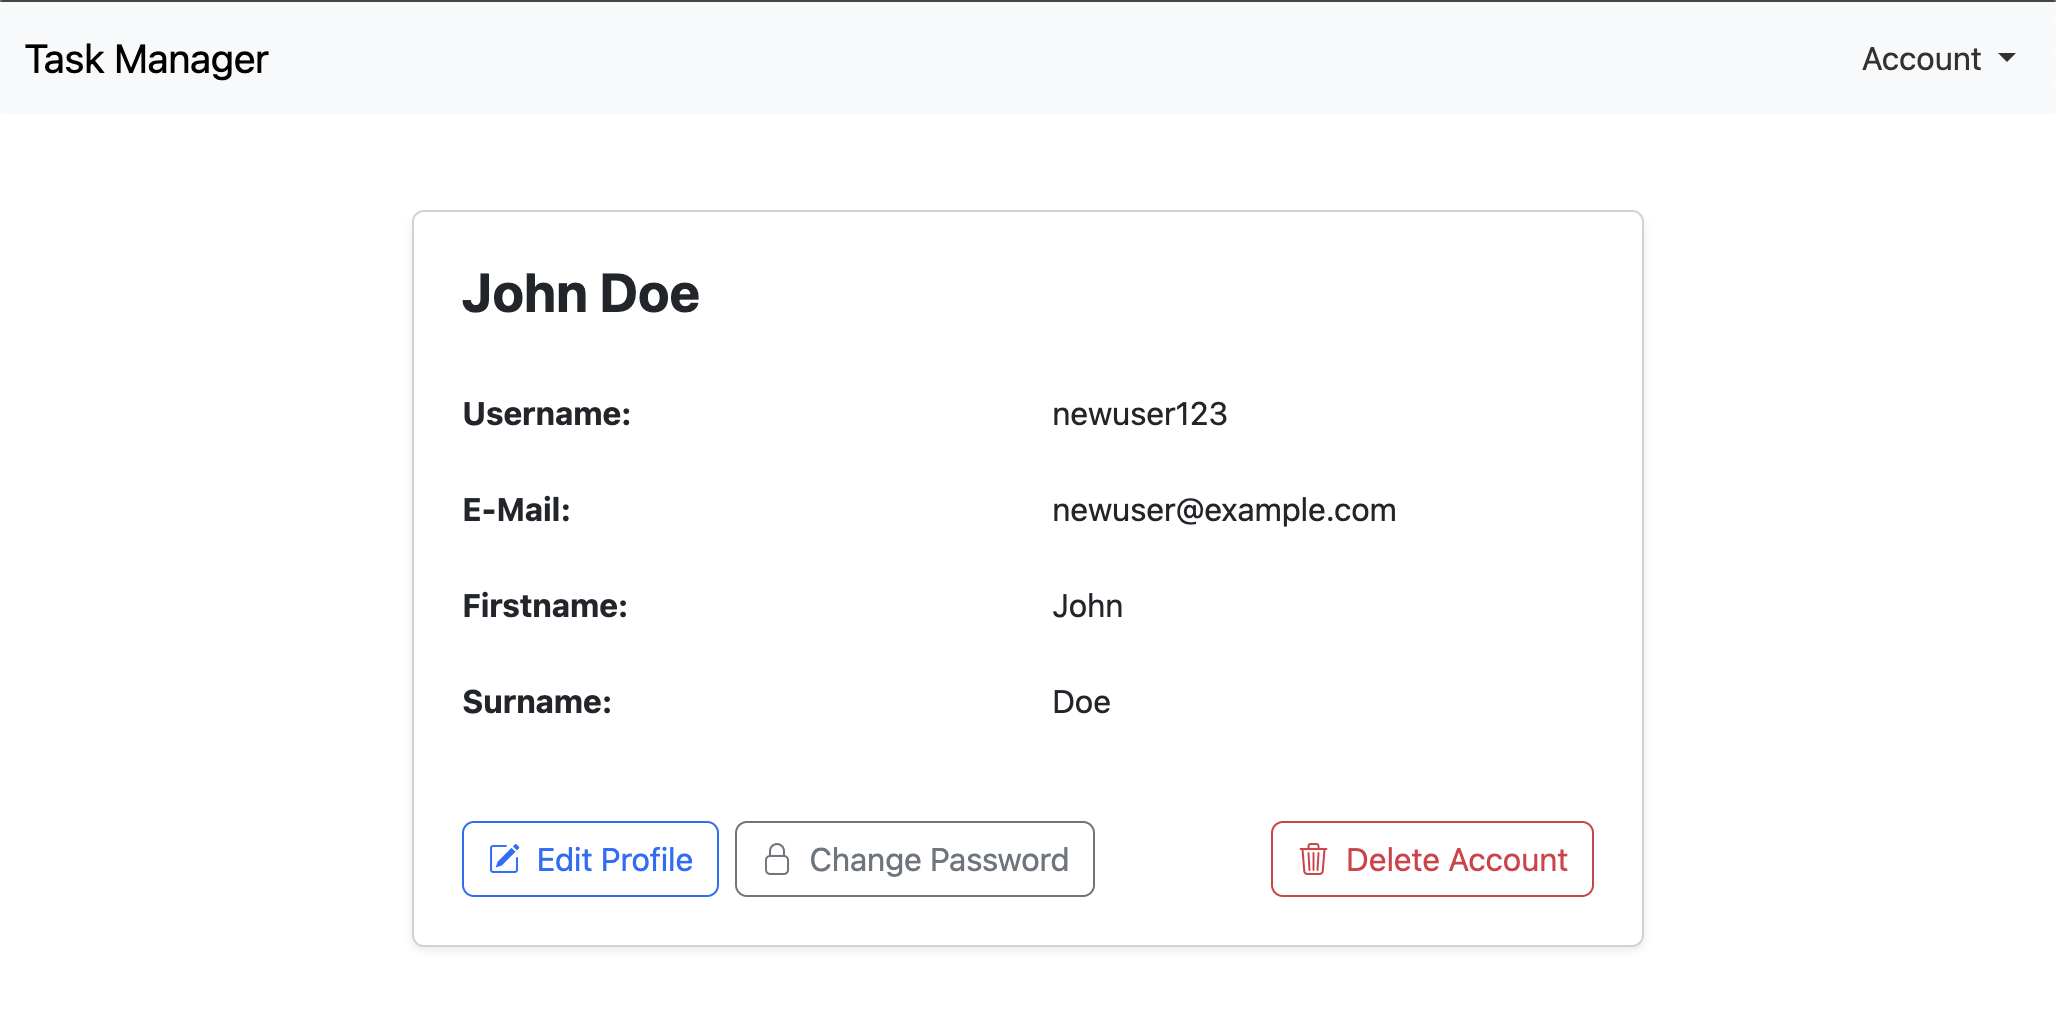 Task Manager
Account
John Doe
Username: newuser123
E-Mail: newuser@example.com
Firstname: John
Surname: Doe
Edit Profile
Change Password
Delete Account